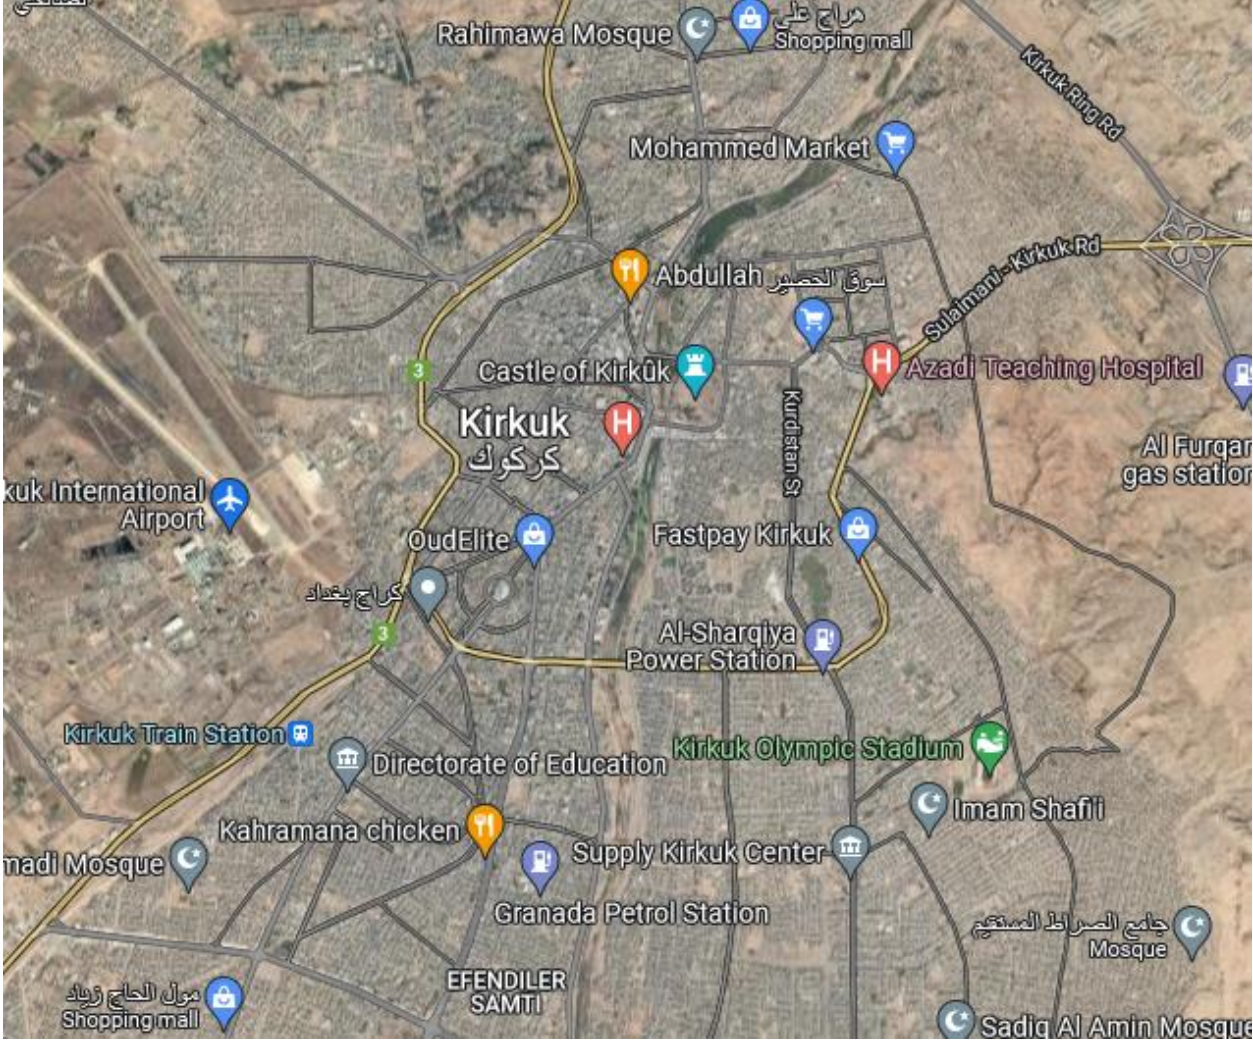 Rahimawa Mosque
هراج على
Shopping mall
Kirkuk Ring Rd
Mohammed Market
Sulaimani - Kirkuk Rd
Abdullah
سوق الحصير
3
Castle of Kirkûk
Azadi Teaching Hospital
Kirkuk
كركوك
Kurdistan St
Al Furqan
gas station
kuk International
Airport
OudElite
Fastpay Kirkuk
كراج بغداد
3
Al-Sharqiya
Power Station
Kirkuk Train Station
Directorate of Education
Kirkuk Olympic Stadium
Imam Shafi'i
Kahramana chicken
Supply Kirkuk Center
madi Mosque
Granada Petrol Station
جامع الصراط المستقيم
Mosque
EFENDILER
SAMTI
مول الحاج زياد
Shopping mall
Sadiq Al Amin Mosque